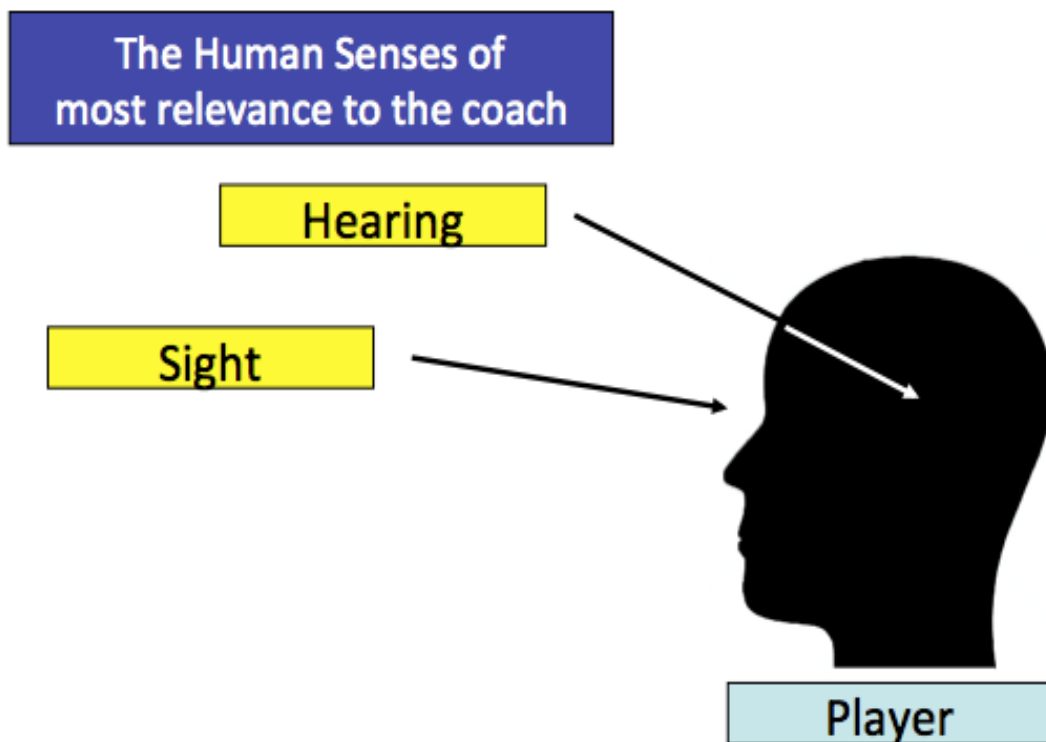 The Human Senses of
most relevance to the coach
Hearing
Sight
Player